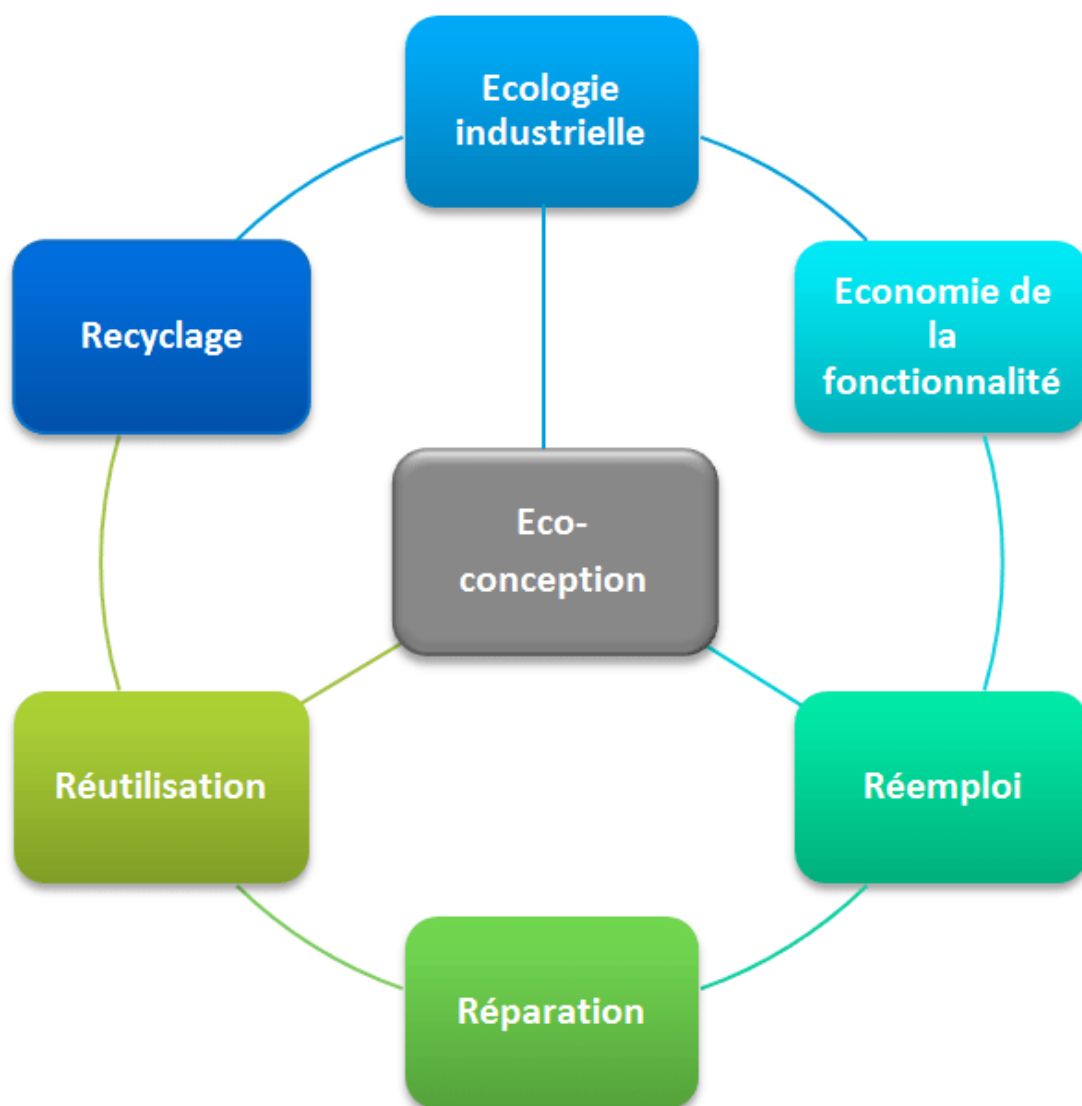 Ecologie
industrielle
Recyclage
Economie de
la
fonctionnalité
Eco-
conception
Réutilisation
Réemploi
Réparation